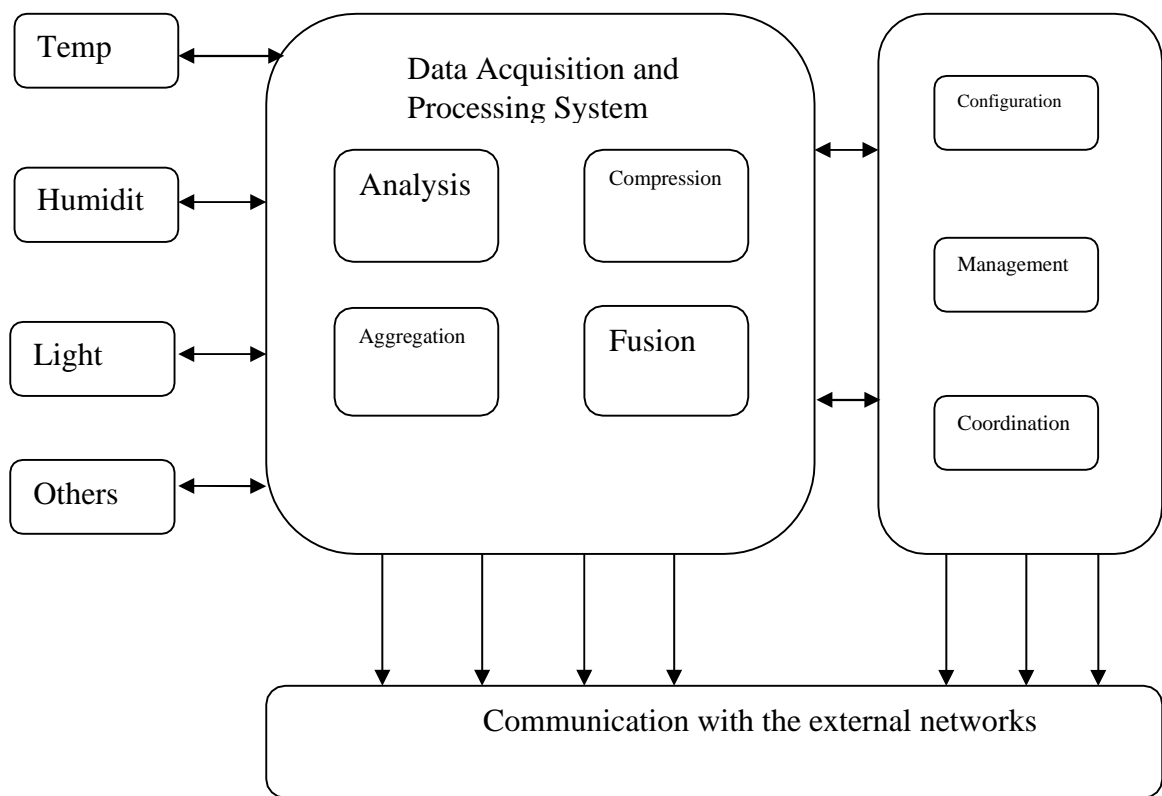 Temp
Humidit
Light
Others
Data Acquisition and
Processing System
Analysis
Compression
Aggregation
Fusion
Configuration
Management
Coordination
Communication with the external networks